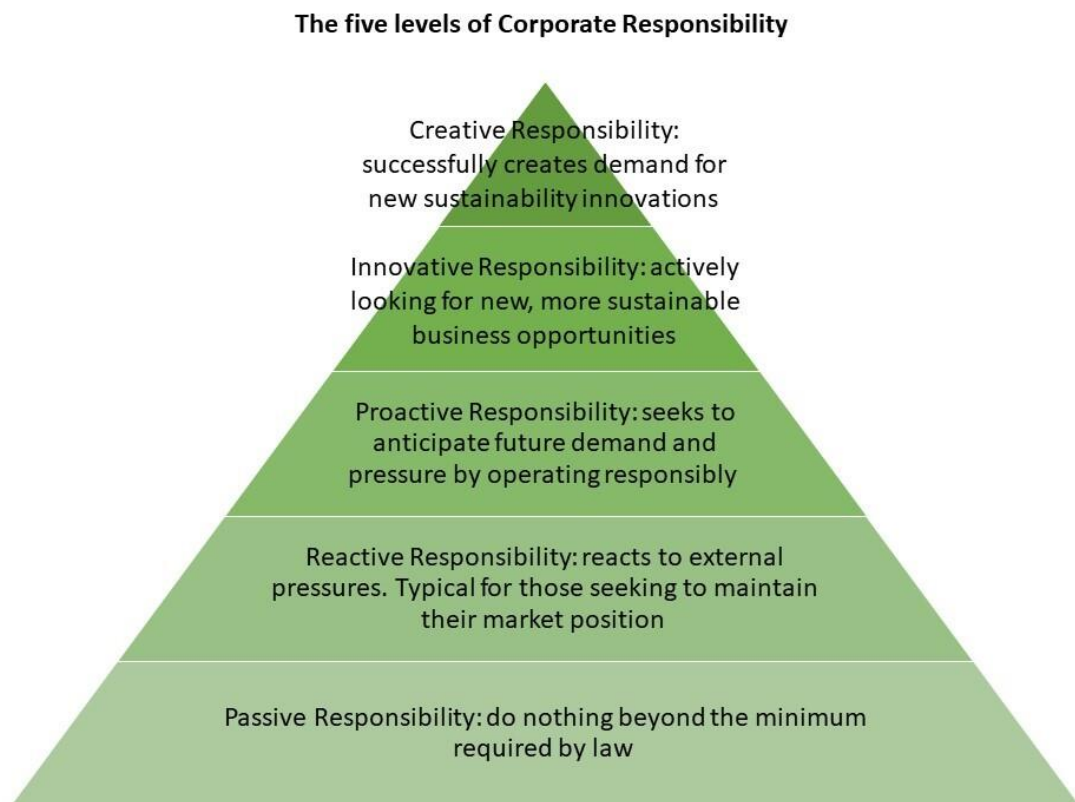 The five levels of Corporate Responsibility
Creative Responsibility:
successfully creates demand for
new sustainability innovations
Innovative Responsibility: actively
looking for new, more sustainable
business opportunities
Proactive Responsibility: seeks to
anticipate future demand and
pressure by operating responsibly
Reactive Responsibility: reacts to external
pressures. Typical for those seeking to maintain
their market position
Passive Responsibility: do nothing beyond the minimum
required by law